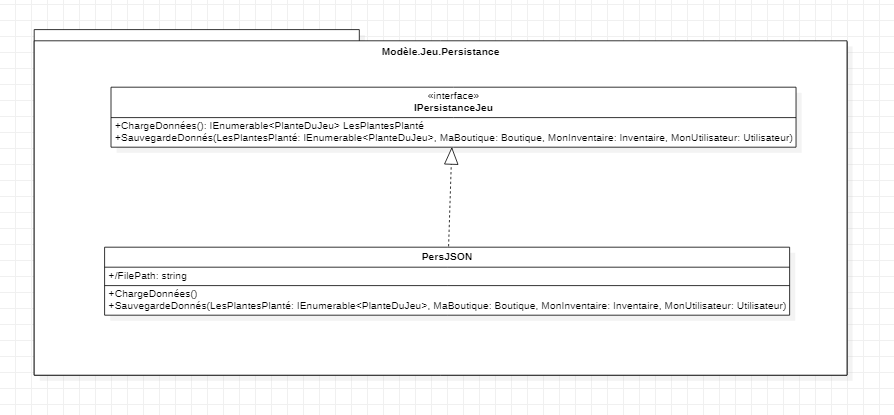 Modèle.Jeu.Persistance
«interface»
IPersistanceJeu
+ChargeDonnées(): IEnumerable<PlanteDuJeu> LesPlantesPlanté
+SauvegardeDonnés(LesPlantesPlanté: IEnumerable<PlanteDuJeu>, MaBoutique: Boutique, MonInventaire: Inventaire, MonUtilisateur: Utilisateur)
PersJSON
+/FilePath: string
+ChargeDonnées()
+SauvegardeDonnés(LesPlantesPlanté: IEnumerable<PlanteDuJeu>, MaBoutique: Boutique, MonInventaire: Inventaire, MonUtilisateur: Utilisateur)